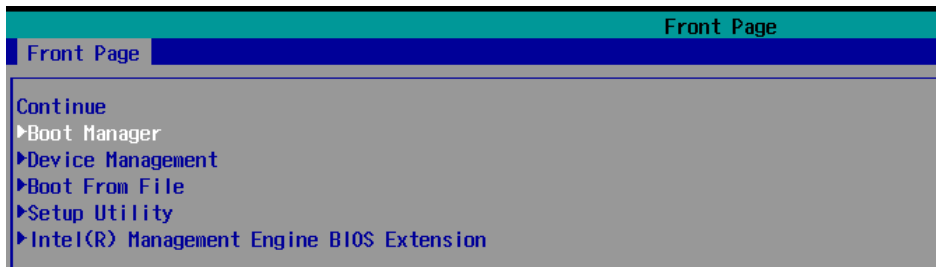 Front Page
Front Page
Continue
▶Boot Manager
▶Device Management
▶Boot From File
▶Setup Utility
▶Intel(R) Management Engine BIOS Extension